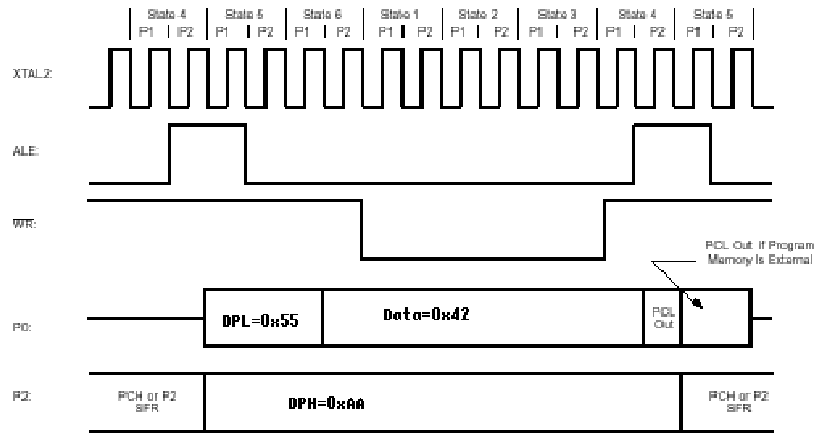 State 4 State 5 State 6 State 1 State 2 State 3 State 4 State 5
P1 P2 P1 P2 P1 P2 P1 P2 P1 P2 P1 P2 P1 P2 P1 P2
XTAL2:
ALE:
WR:
PCL Out if Program
Memory Is External
P0:
DPL=0x55
Data=0x42
PCL
Out
P2:
PCH or P2
SFR
DPH=0xAA
PCH or P2
SFR